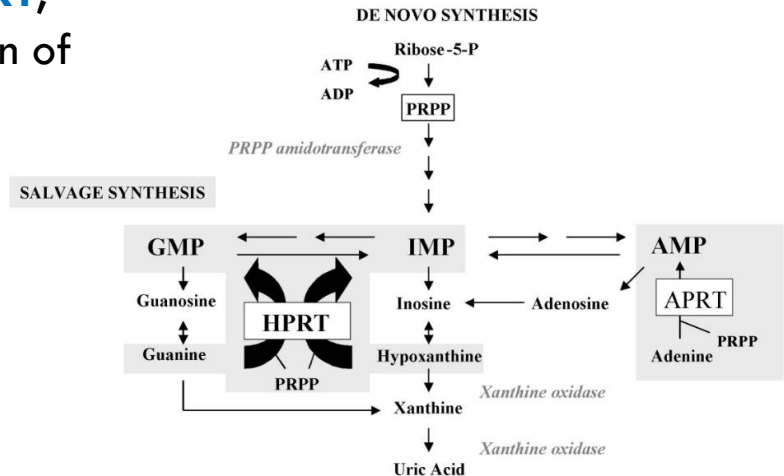 n of
DE NOVO SYNTHESIS
Ribose-5-P
ATP
ADP
PRPP
PRPP amidotransferase
SALVAGE SYNTHESIS
GMP
IMP
AMP
Guanosine
Inosine
Adenosine
HPRT
APRT
Guanine
Hypoxanthine
PRPP
Adenine
PRPP
Xanthine oxidase
Xanthine
Xanthine oxidase
Uric Acid